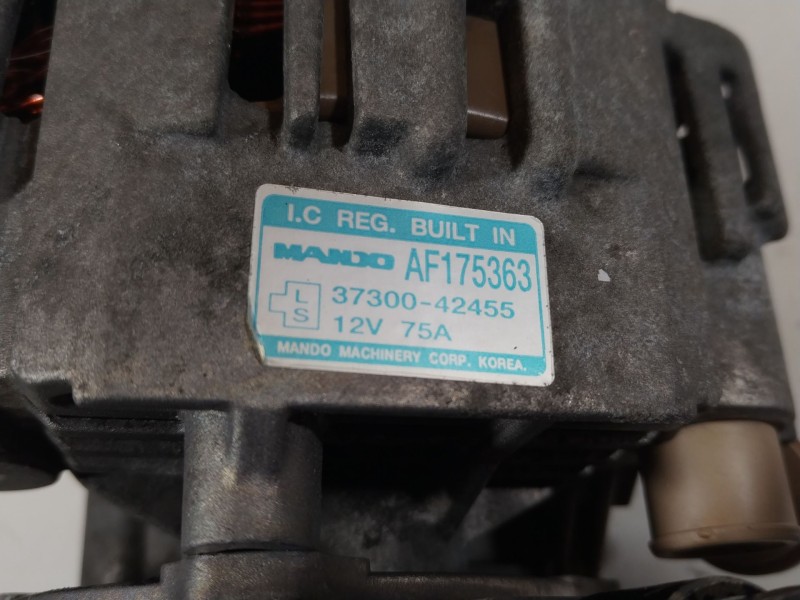 I.C REG. BUILT IN
MANDO AF175363
L 37300-42455
S 12V 75A
MANDO MACHINERY CORP. KOREA.